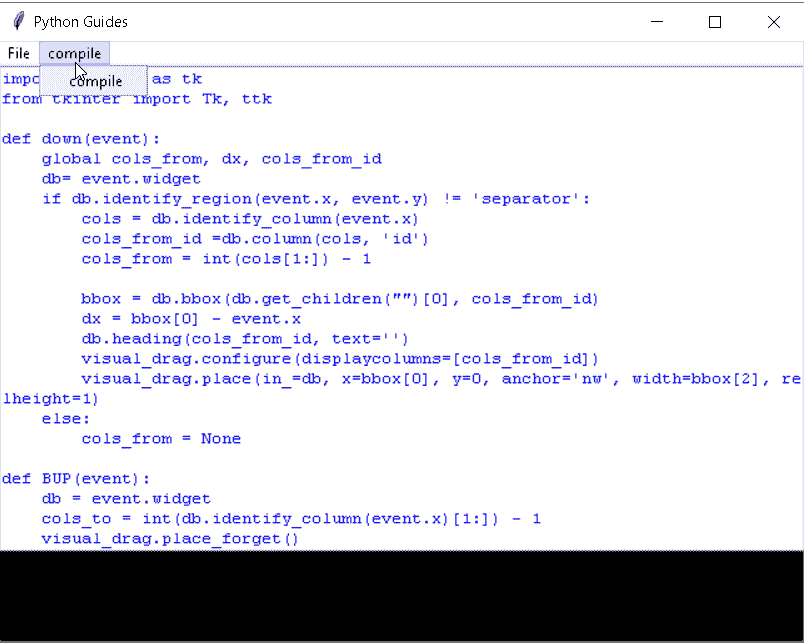 Python Guides
File compile
compile
impo as tk
from tkinter import Tk, ttk
def down(event):
    global cols_from, dx, cols_from_id
    db= event.widget
    if db.identify_region(event.x, event.y) != 'separator':
        cols = db.identify_column(event.x)
        cols_from_id =db.column(cols, 'id')
        cols_from = int(cols[1:]) - 1
        bbox = db.bbox(db.get_children("")[0], cols_from_id)
        dx = bbox[0] - event.x
        db.heading(cols_from_id, text='')
        visual_drag.configure(displaycolumns=[cols_from_id])
        visual_drag.place(in_=db, x=bbox[0], y=0, anchor='nw', width=bbox[2], re
lheight=1)
    else:
        cols_from = None
def BUP(event):
    db = event.widget
    cols_to = int(db.identify_column(event.x)[1:]) - 1
    visual_drag.place_forget()